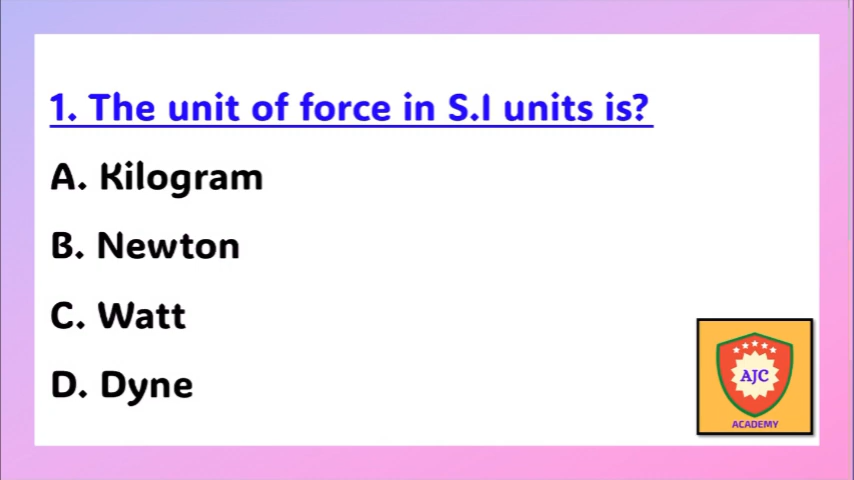 1. The unit of force in S.I units is?
A. Kilogram
B. Newton
C. Watt
D. Dyne
AJC
ACADEMY